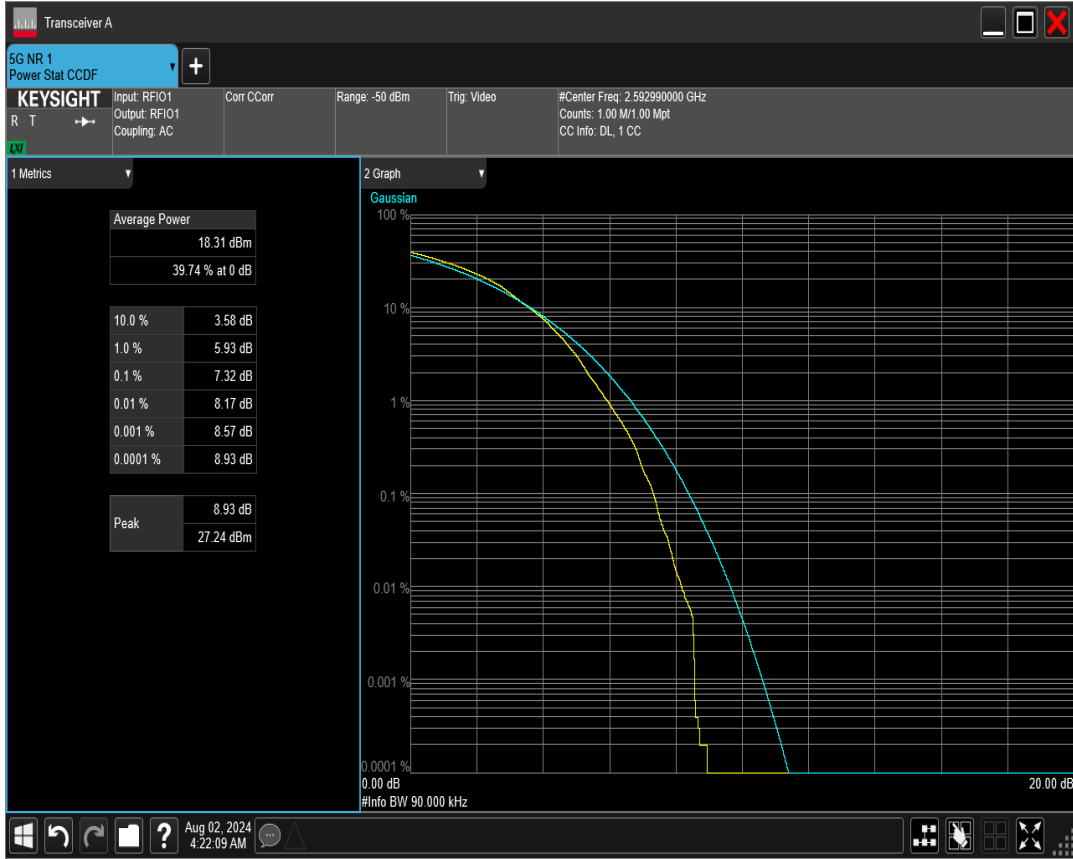 Transceiver A
5G NR 1
Power Stat CCDF
+
KEYSIGHT
R T
LXI
Input: RFIO1
Output: RFIO1
Coupling: AC
Corr CCorr
Range: -50 dBm
Trig: Video
#Center Freq: 2.592990000 GHz
Counts: 1.00 M/1.00 Mpt
CC Info: DL, 1 CC
1 Metrics
Average Power
18.31 dBm
39.74 % at 0 dB
10.0 % 3.58 dB
1.0 % 5.93 dB
0.1 % 7.32 dB
0.01 % 8.17 dB
0.001 % 8.57 dB
0.0001 % 8.93 dB
Peak
8.93 dB
27.24 dBm
2 Graph
Gaussian
100 %
10 %
1 %
0.1 %
0.01 %
0.001 %
0.0001 %
0.00 dB
20.00 dB
#Info BW 90.000 kHz
?
Aug 02, 2024
4:22:09 AM